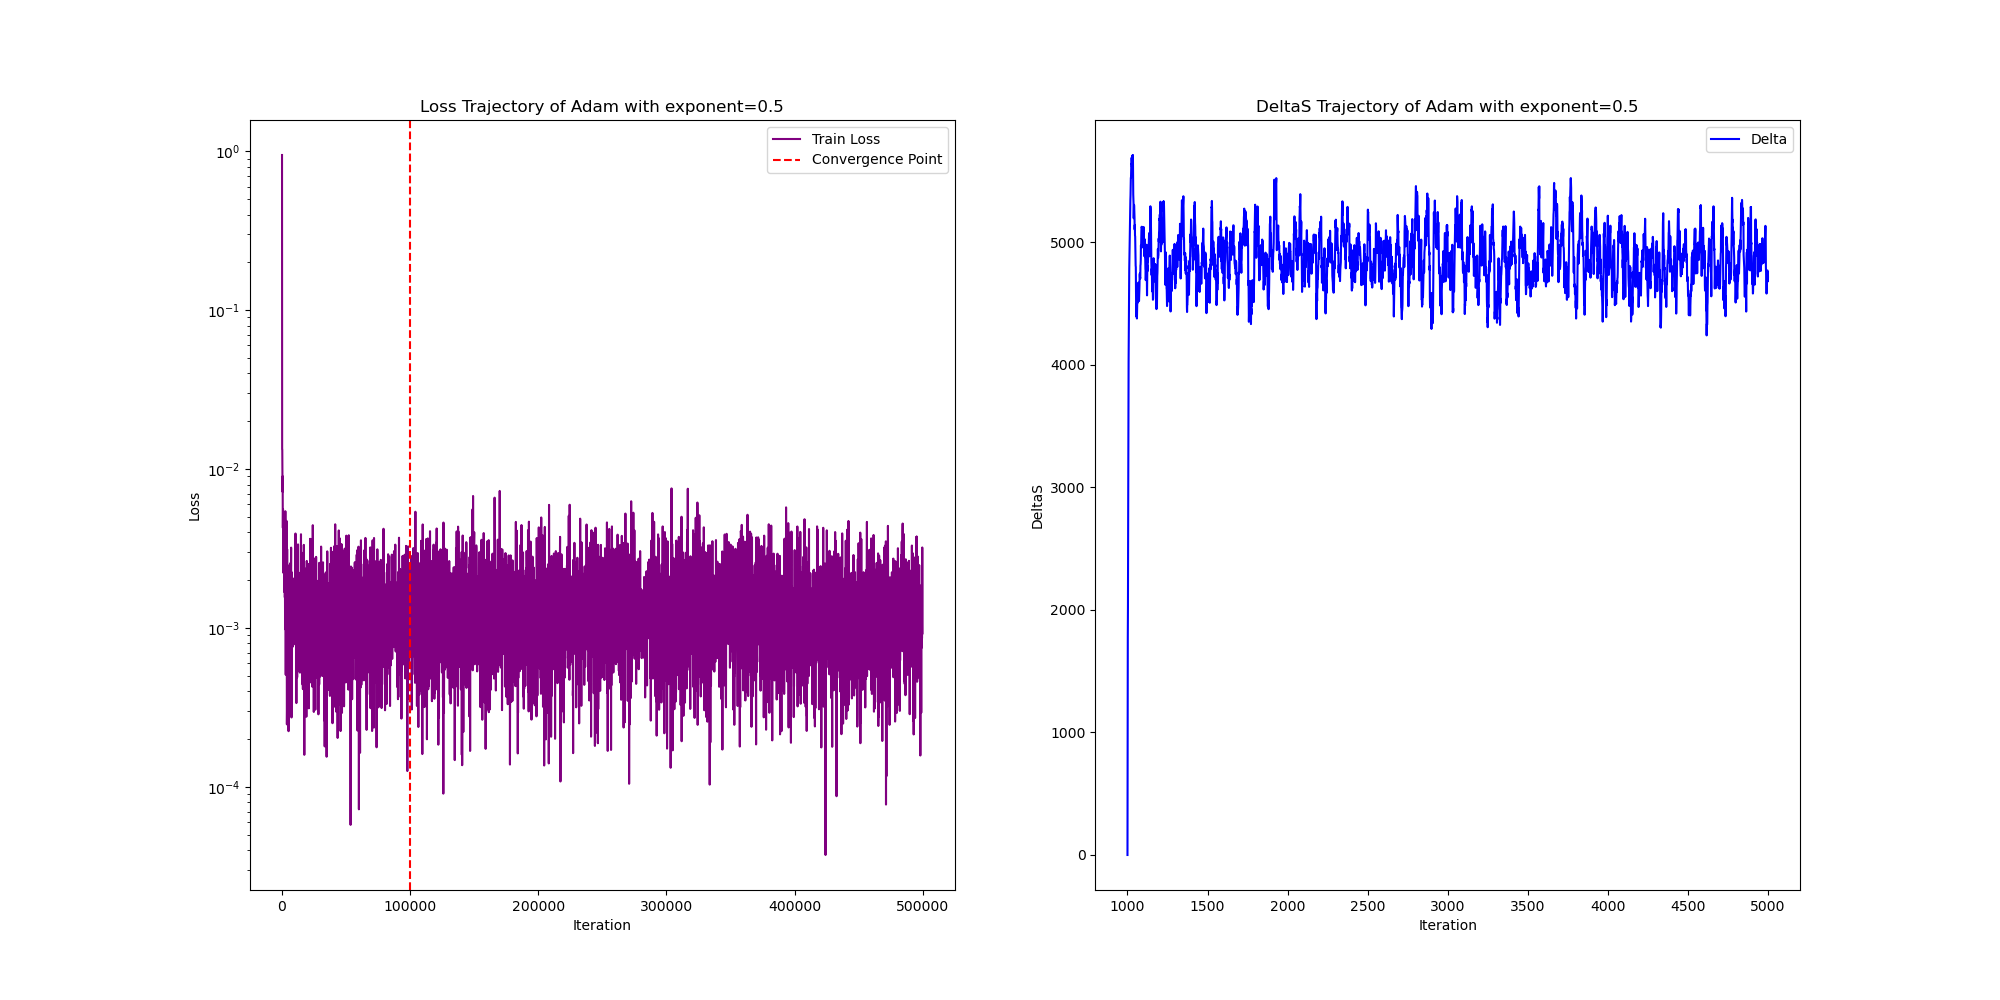 Loss Trajectory of Adam with exponent=0.5
Train Loss
Convergence Point
10⁰
10⁻¹
10⁻²
10⁻³
10⁻⁴
Loss
0 100000 200000 300000 400000 500000
Iteration
DeltaS Trajectory of Adam with exponent=0.5
Delta
5000
4000
3000
2000
1000
0
DeltaS
1000 1500 2000 2500 3000 3500 4000 4500 5000
Iteration